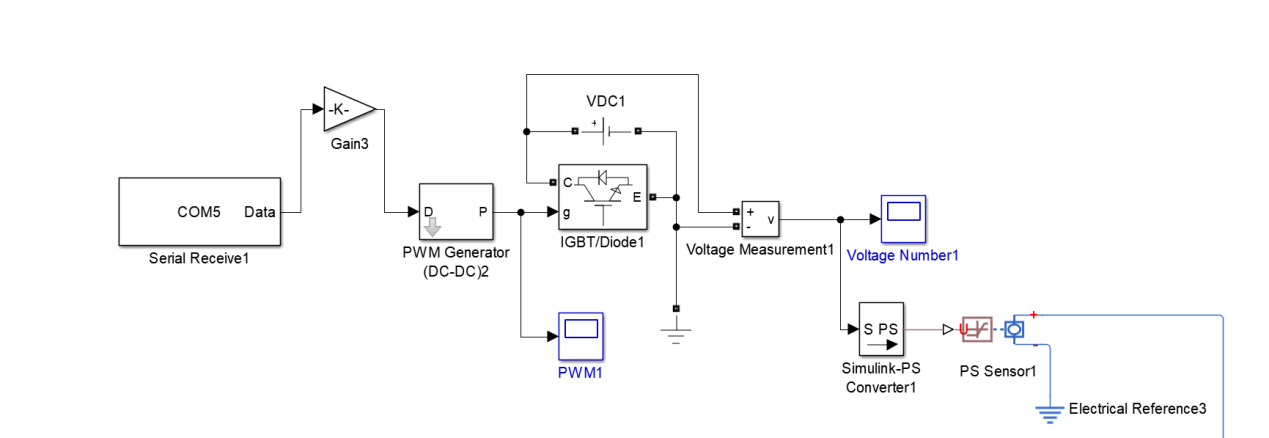 VDC1
+
-K-
Gain3
C
E
g
IGBT/Diode1
COM5 Data
Serial Receive1
D P
PWM Generator
(DC-DC)2
+
-
v
Voltage Measurement1
Voltage Number1
PWM1
S PS
Simulink-PS
Converter1
U
+
-
PS Sensor1
Electrical Reference3